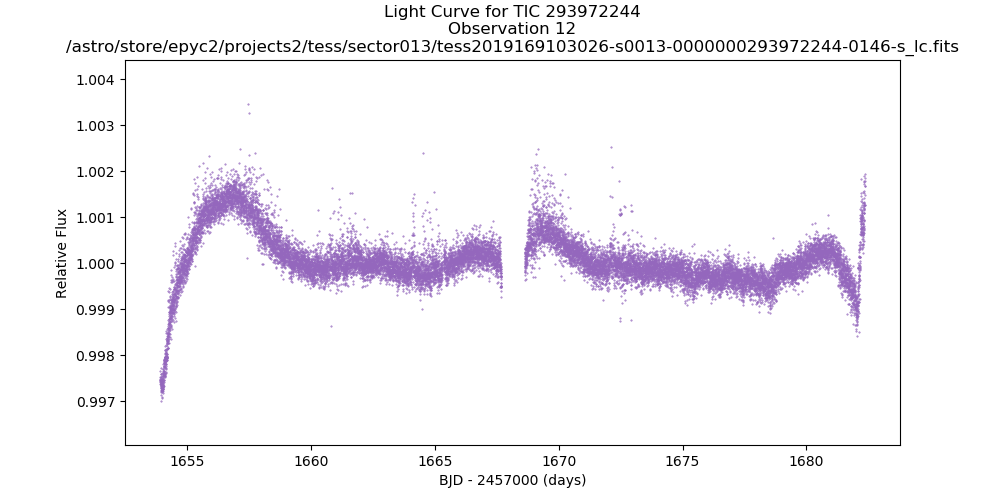 Light Curve for TIC 293972244
Observation 12
/astro/store/epyc2/projects2/tess/sector013/tess2019169103026-s0013-0000000293972244-0146-s_lc.fits
1.004
1.003
1.002
1.001
1.000
0.999
0.998
0.997
Relative Flux
1655
1660
1665
1670
1675
1680
BJD - 2457000 (days)